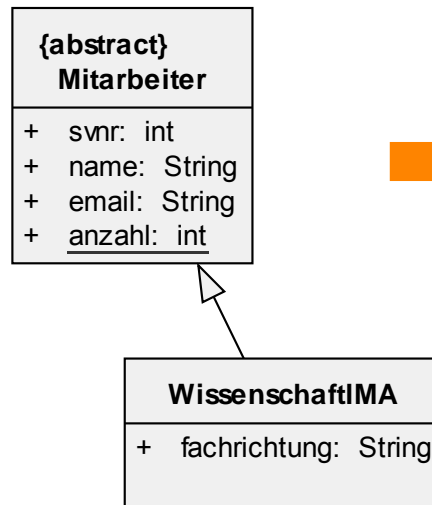 {abstract}
Mitarbeiter
+ svnr: int
+ name: String
+ email: String
+ anzahl: int
WissenschaftlMA
+ fachrichtung: String